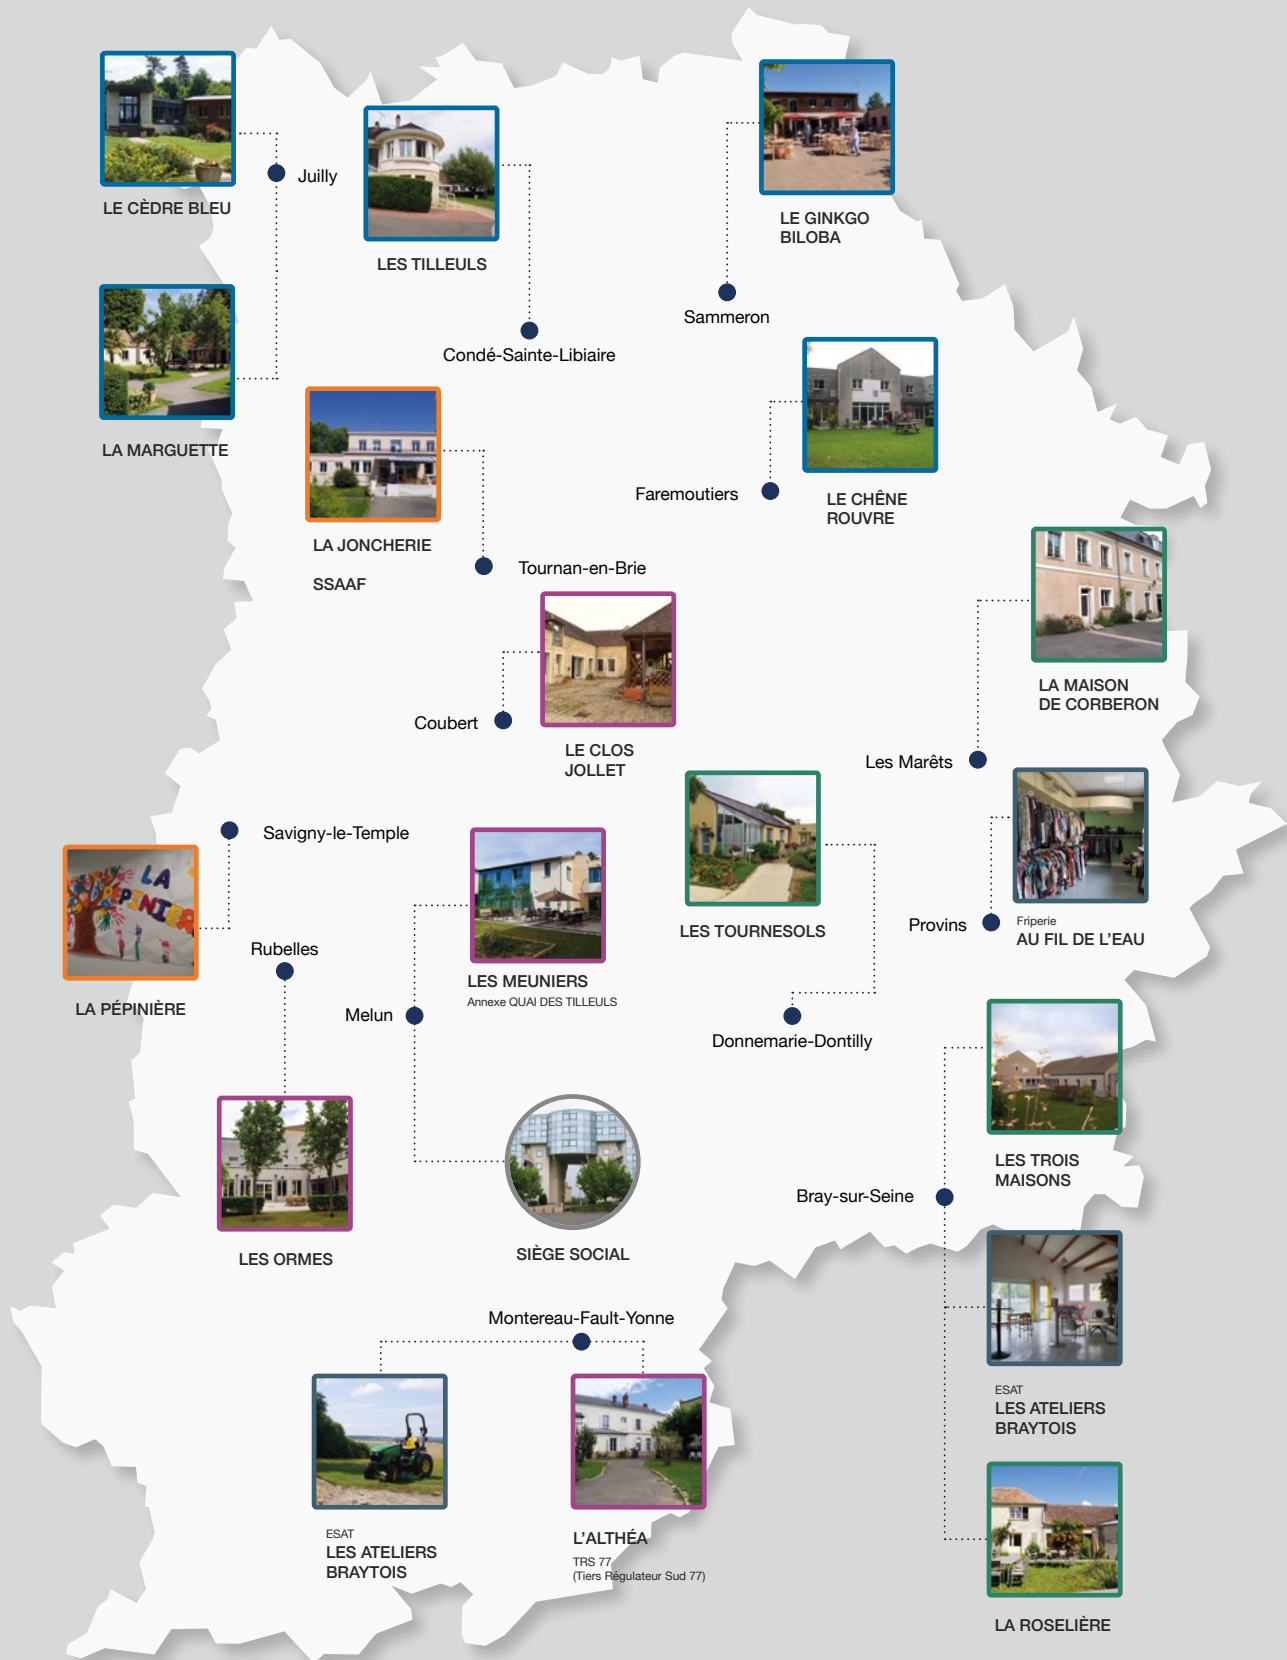 Juilly
LE CÈDRE BLEU
LES TILLEULS
LE GINKGO
BILOBA
Sammeron
Condé-Sainte-Libiaire
LA MARGUETTE
Faremoutiers
LE CHÊNE
ROUVRE
LA JONCHERIE
SSAAF
Tournan-en-Brie
LA MAISON
DE CORBERON
Coubert
LE CLOS
JOLLET
Les Marêts
Savigny-le-Temple
LA
PÉPINIÈR
LA PÉPINIÈRE
Rubelles
LES MEUNIERS
Annexe QUAI DES TILLEULS
Melun
LES TOURNESOLS
Provins
Friperie
AU FIL DE L'EAU
Donnemarie-Dontilly
LES TROIS
MAISONS
Bray-sur-Seine
LES ORMES
SIÈGE SOCIAL
Montereau-Fault-Yonne
ESAT
LES ATELIERS
BRAYTOIS
ESAT
LES ATELIERS
BRAYTOIS
L'ALTHÉA
TRS 77
(Tiers Régulateur Sud 77)
LA ROSELIÈRE